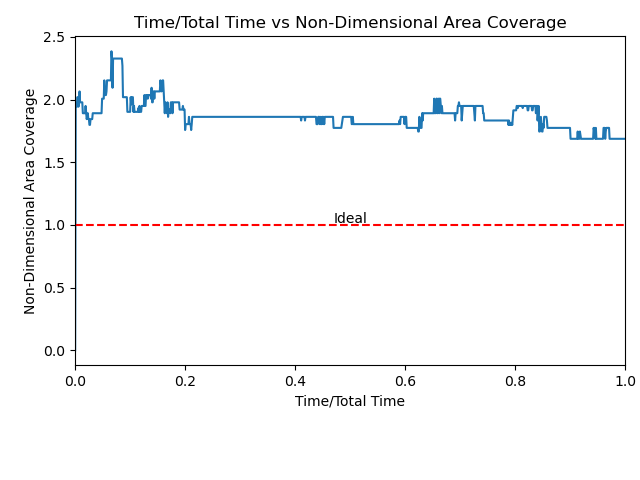 Time/Total Time vs Non-Dimensional Area Coverage
Non-Dimensional Area Coverage
2.5
2.0
1.5
1.0
0.5
0.0
Ideal
0.0 0.2 0.4 0.6 0.8 1.0
Time/Total Time